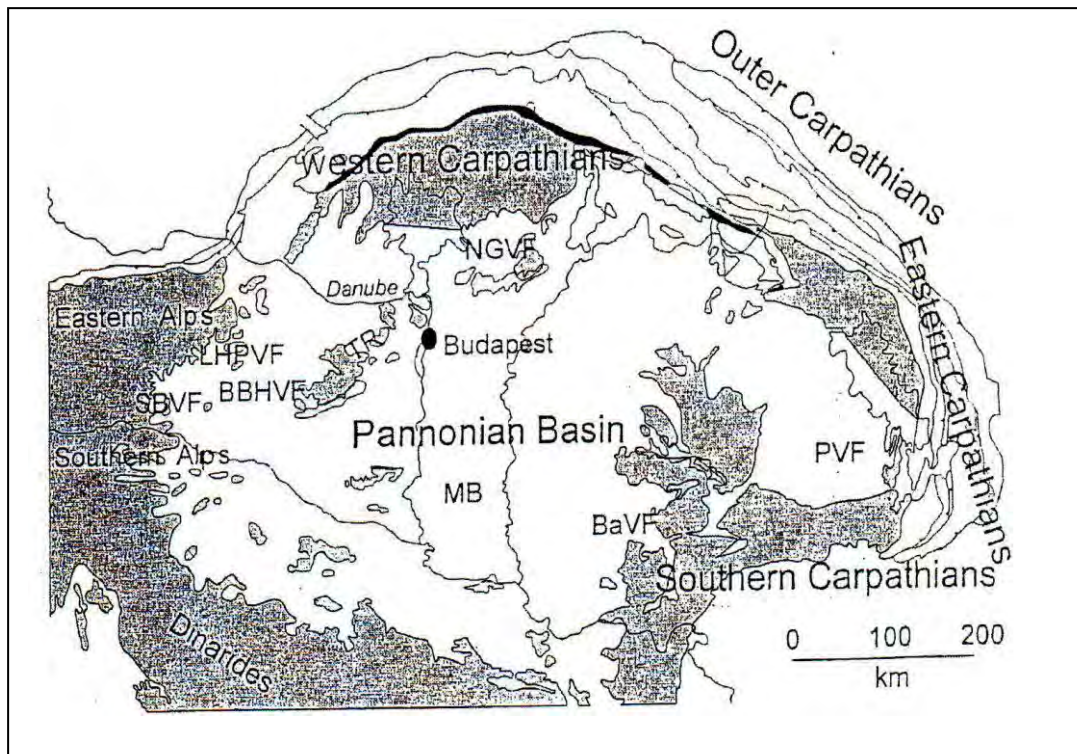 Outer Carpathians
Western Carpathians
Eastern Carpathians
NGVF
Danube
Eastern Alps
TR
Budapest
LHPVF
BBHVF
SBVF
Pannonian Basin
Southern Alps
PVF
MB
BaVF
Southern Carpathians
Dinarides
0 100 200
km